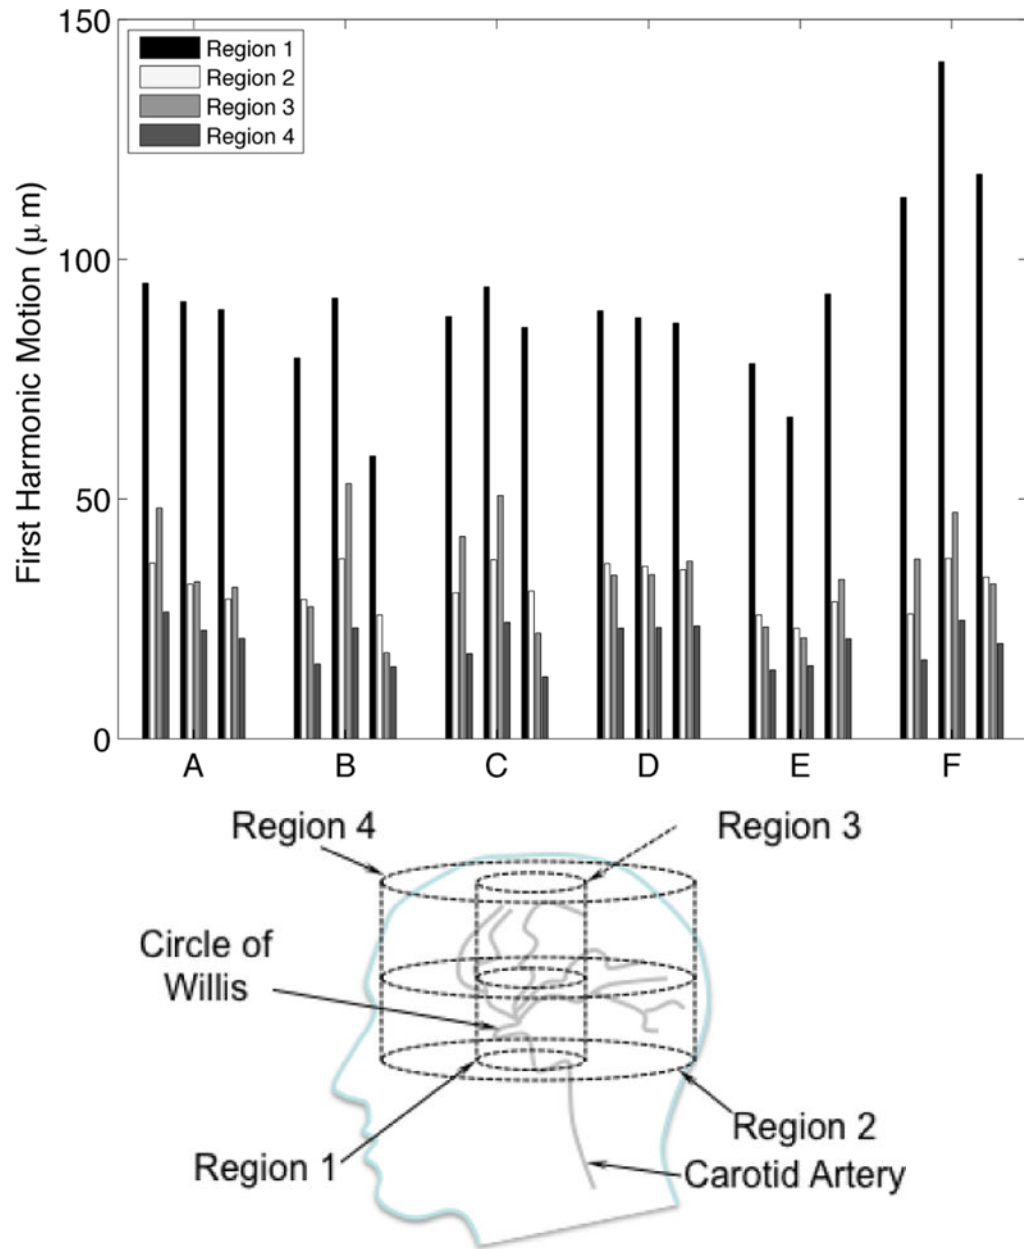 150
100
50
0
First Harmonic Motion (μm)
Region 1
Region 2
Region 3
Region 4
A B C D E F
Region 4
Region 3
Circle of
Willis
Region 2
Region 1
Carotid Artery